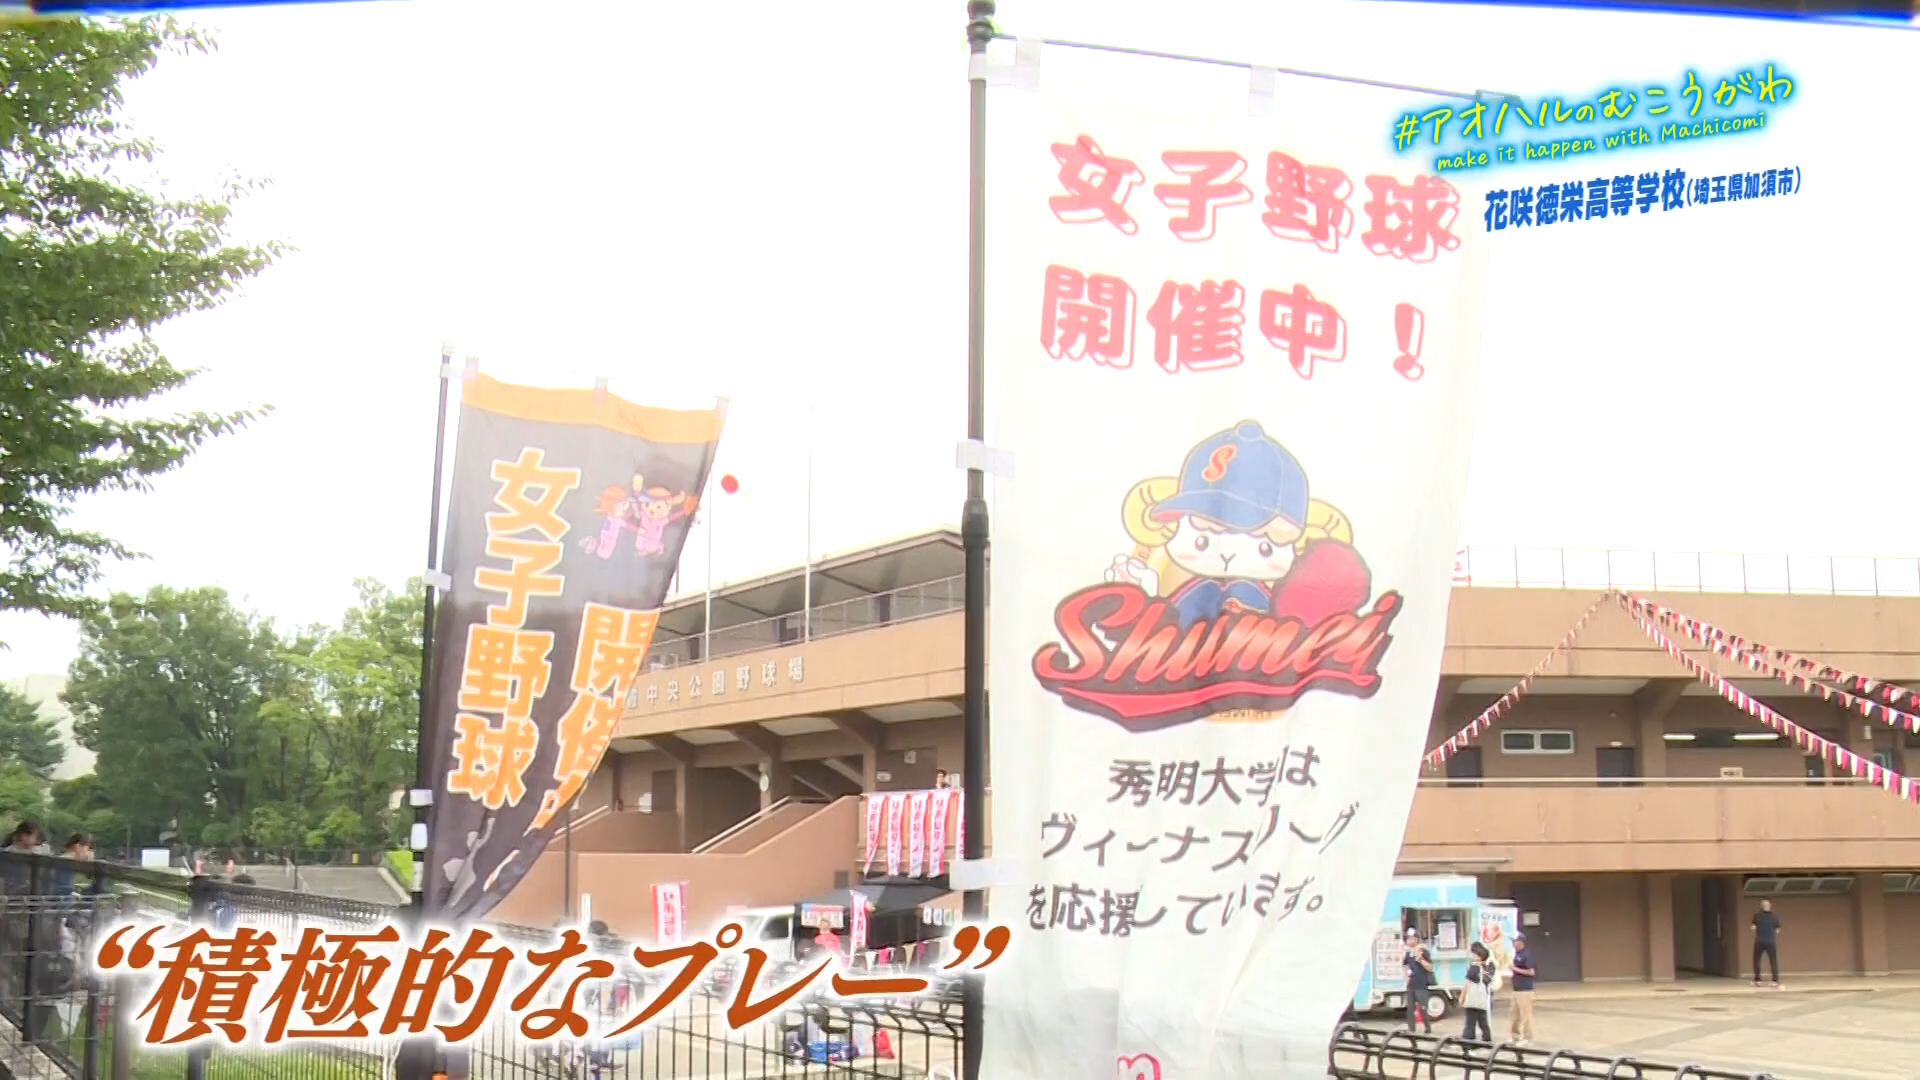 #アオハルのむこうがわ
make it happen with Machicomi
花咲徳栄高等学校(埼玉県加須市)
女子野球
開催中！
S
Shumei
秀明大学は
ヴィーナスリーグ
を応援しています。
女子野球
開催
中央公園野球場
“積極的なプレー”